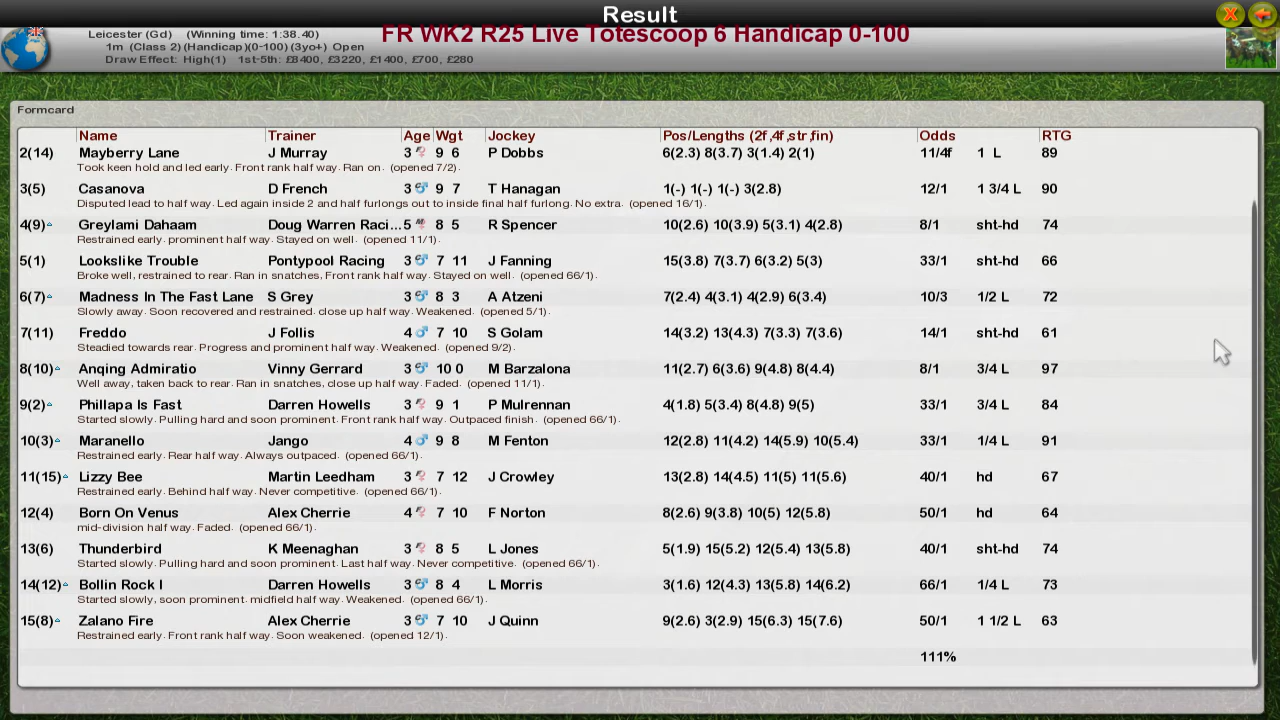 Result
FR WK2 R25 Live Totescoop 6 Handicap 0-100
Leicester (Gd) (Winning time: 1:38.40)
1m (Class 2) (Handicap)(0-100) (3yo+) Open
Draw Effect: High(1) 1st-5th: £8400, £3220, £1400, £700, £280
Formcard
Name Trainer Age Wgt Jockey Pos/Lengths (2f,4f,str,fin) Odds RTG
2(14) Mayberry Lane J Murray 3 9 6 P Dobbs 6(2.3) 8(3.7) 3(1.4) 2(1) 11/4f 1 L 89
Took keen hold and led early. Front rank half way. Ran on. (opened 7/2).
3(5) Casanova D French 3 9 7 T Hanagan 1(-) 1(-) 1(-) 3(2.8) 12/1 1 3/4 L 90
Disputed lead to half way. Led again inside 2 and half furlongs out to inside final half furlong. No extra. (opened 16/1).
4(9) Greylami Dahaam Doug Warren Raci... 5 8 5 R Spencer 10(2.6) 10(3.9) 5(3.1) 4(2.8) 8/1 sht-hd 74
Restrained early. prominent half way. Stayed on well. (opened 11/1).
5(1) Lookslike Trouble Pontypool Racing 3 7 11 J Fanning 15(3.8) 7(3.7) 6(3.2) 5(3) 33/1 sht-hd 66
Broke well, restrained to rear. Ran in snatches, Front rank half way. Stayed on well. (opened 66/1).
6(7) Madness In The Fast Lane S Grey 3 8 3 A Atzeni 7(2.4) 4(3.1) 4(2.9) 6(3.4) 10/3 1/2 L 72
Slowly away. Soon recovered and restrained. close up half way. Weakened. (opened 5/1).
7(11) Freddo J Follis 4 7 10 S Golam 14(3.2) 13(4.3) 7(3.3) 7(3.6) 14/1 sht-hd 61
Steadied towards rear. Progress and prominent half way. Weakened. (opened 9/2).
8(10) Anqing Admiratio Vinny Gerrard 3 10 0 M Barzalona 11(2.7) 6(3.6) 9(4.8) 8(4.4) 8/1 3/4 L 97
Well away, taken back to rear. Ran in snatches, close up half way. Faded. (opened 11/1).
9(2) Phillapa Is Fast Darren Howells 3 9 1 P Mulrennan 4(1.8) 5(3.4) 8(4.8) 9(5) 33/1 3/4 L 84
Started slowly. Pulling hard and soon prominent. Front rank half way. Outpaced finish. (opened 66/1).
10(3) Maranello Jango 4 9 8 M Fenton 12(2.8) 11(4.2) 14(5.9) 10(5.4) 33/1 1/4 L 91
Restrained early. Rear half way. Always outpaced. (opened 66/1).
11(15) Lizzy Bee Martin Leedham 3 7 12 J Crowley 13(2.8) 14(4.5) 11(5) 11(5.6) 40/1 hd 67
Restrained early. Behind half way. Never competitive. (opened 66/1).
12(4) Born On Venus Alex Cherrie 4 7 10 F Norton 8(2.6) 9(3.8) 10(5) 12(5.8) 50/1 hd 64
mid-division half way. Faded. (opened 66/1).
13(6) Thunderbird K Meenaghan 3 8 5 L Jones 5(1.9) 15(5.2) 12(5.4) 13(5.8) 40/1 sht-hd 74
Started slowly. Pulling hard and soon prominent. Last half way. Never competitive. (opened 66/1).
14(12) Bollin Rock I Darren Howells 3 8 4 L Morris 3(1.6) 12(4.3) 13(5.8) 14(6.2) 66/1 1/4 L 73
Started slowly, soon prominent. midfield half way. Weakened. (opened 66/1).
15(8) Zalano Fire Alex Cherrie 3 7 10 J Quinn 9(2.6) 3(2.9) 15(6.3) 15(7.6) 50/1 1 1/2 L 63
Restrained early. Front rank half way. Soon weakened. (opened 12/1).
111%